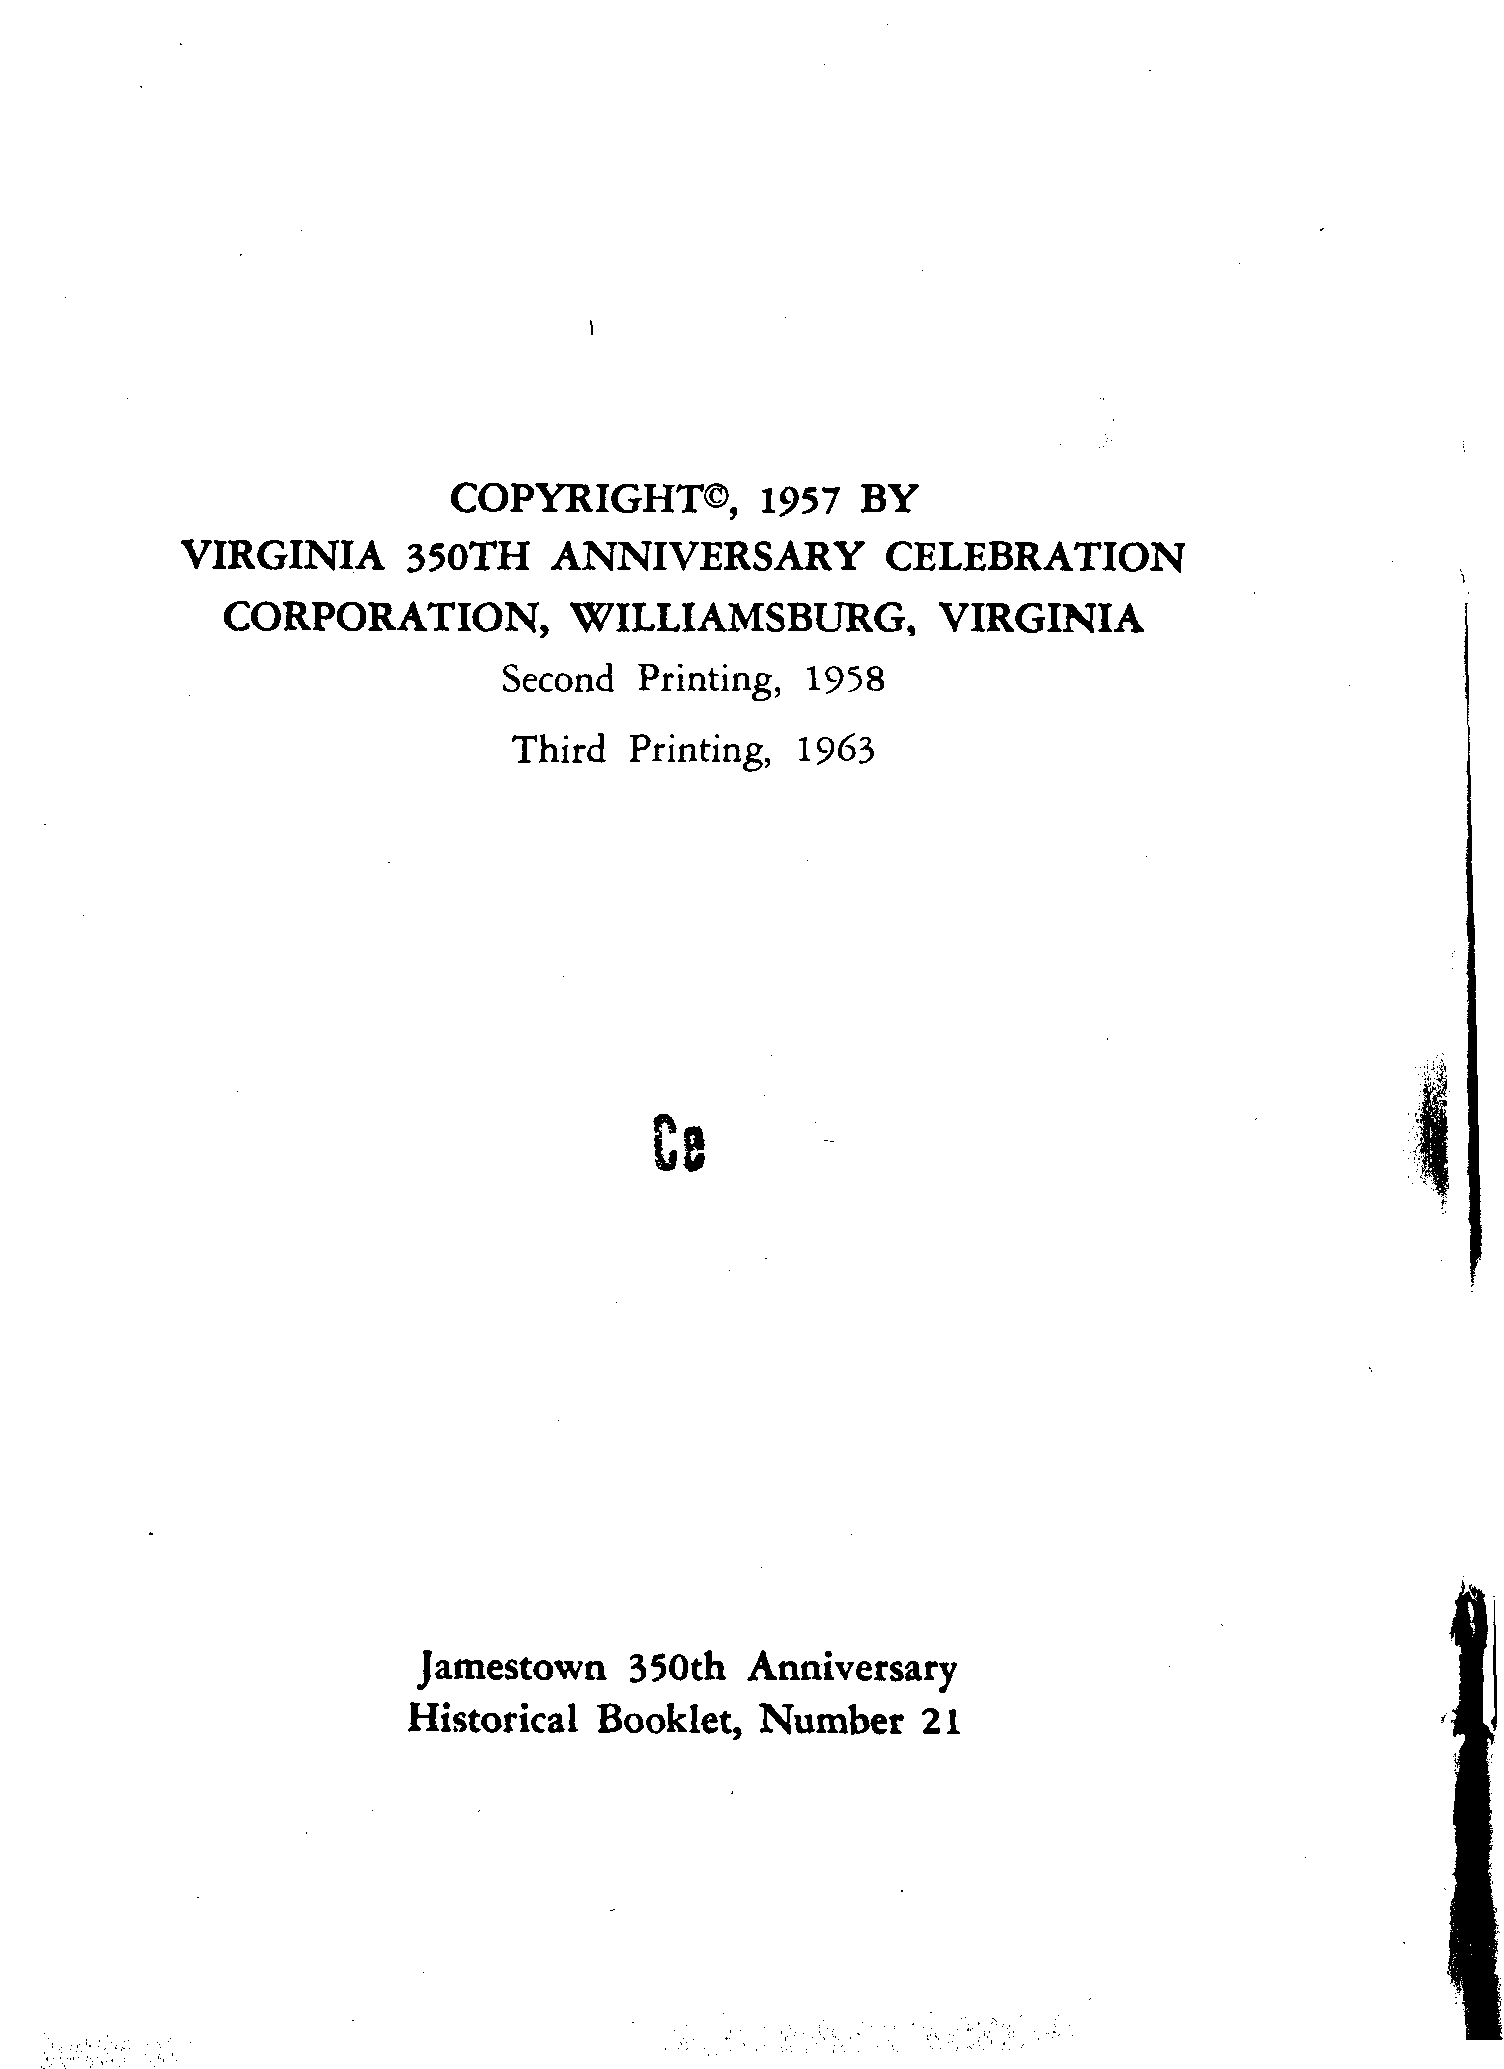 COPYRIGHT©, 1957 BY
VIRGINIA 350TH ANNIVERSARY CELEBRATION
CORPORATION, WILLIAMSBURG, VIRGINIA
Second Printing, 1958
Third Printing, 1963
Ce
Jamestown 350th Anniversary
Historical Booklet, Number 21